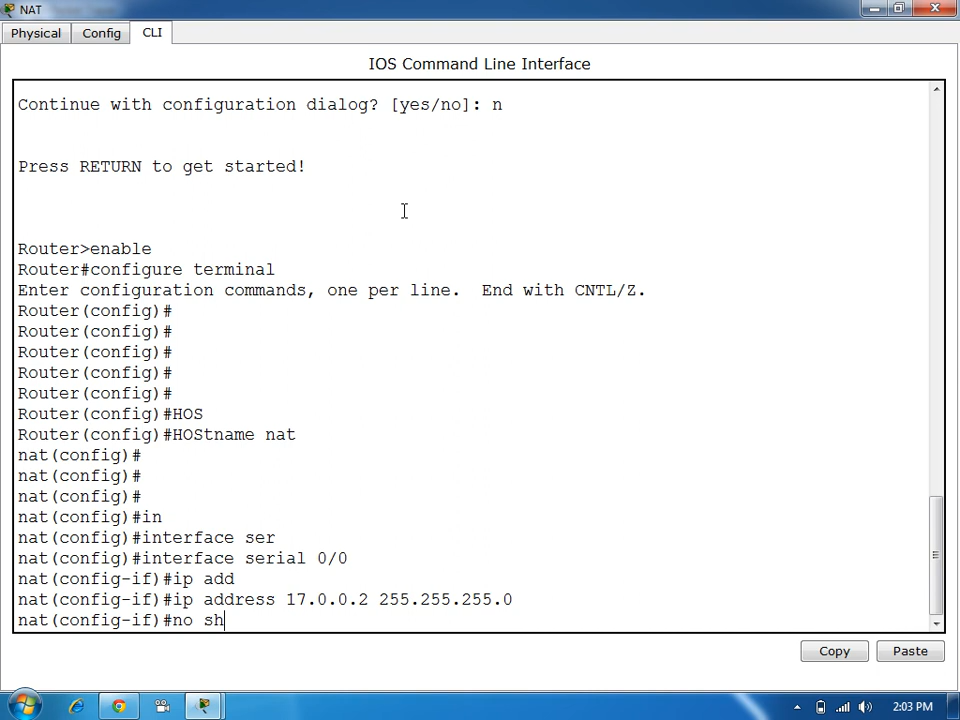 NAT
Physical Config CLI
IOS Command Line Interface
Continue with configuration dialog? [yes/no]: n
Press RETURN to get started!
Router>enable
Router#configure terminal
Enter configuration commands, one per line.  End with CNTL/Z.
Router(config)#
Router(config)#
Router(config)#
Router(config)#
Router(config)#
Router(config)#HOS
Router(config)#HOStname nat
nat(config)#
nat(config)#
nat(config)#
nat(config)#in
nat(config)#interface ser
nat(config)#interface serial 0/0
nat(config-if)#ip add
nat(config-if)#ip address 17.0.0.2 255.255.255.0
nat(config-if)#no sh
Copy Paste
2:03 PM